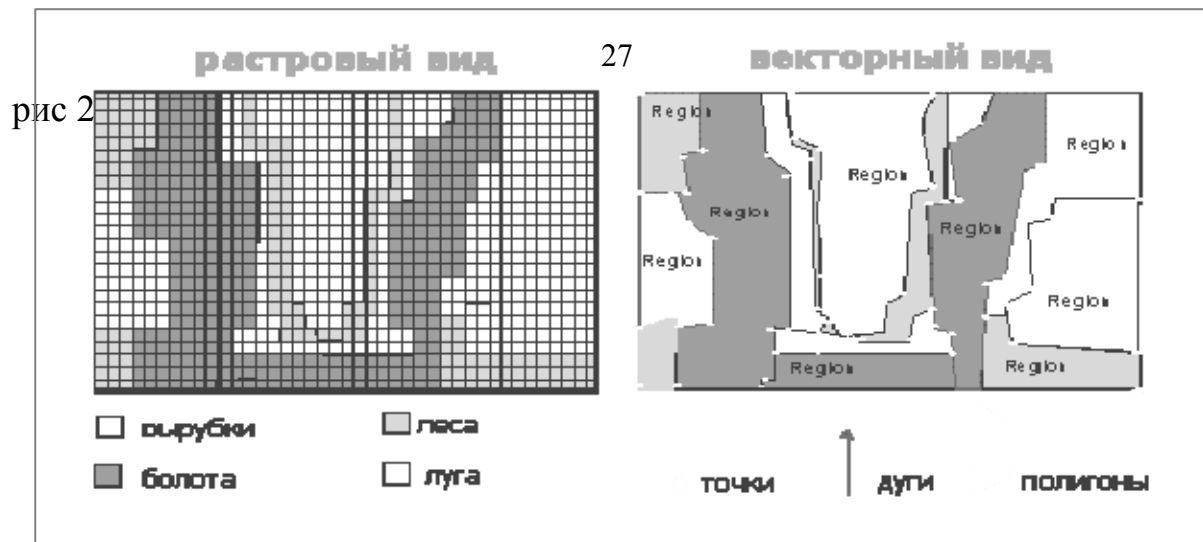 растровый вид
27
векторный вид
рис 2
Region
Region
Region
Region
Region
Region
Region
Region
Region
вырубки
леса
болота
луга
точки
дуги
полигоны